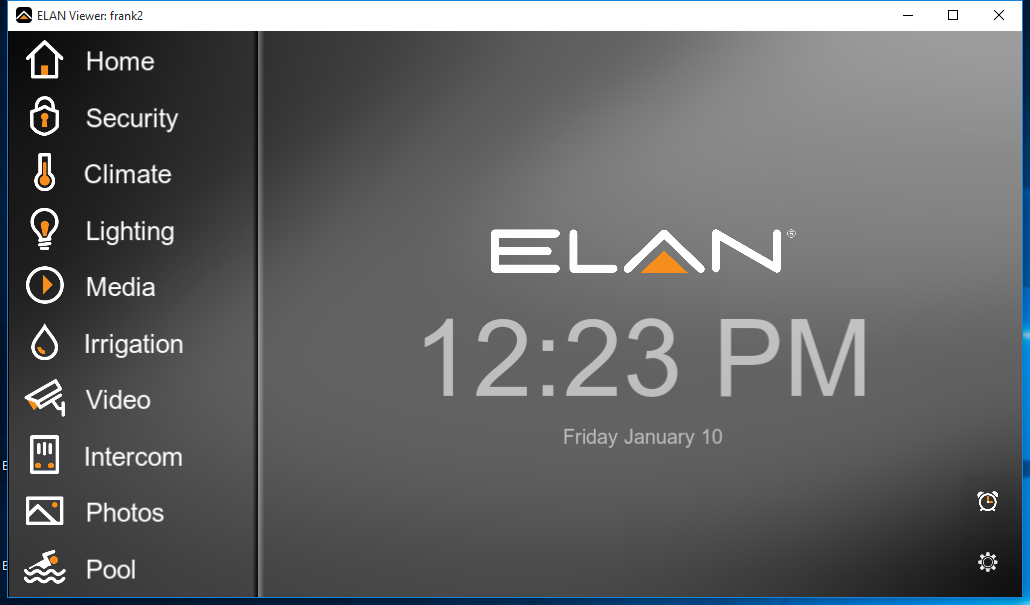 ELAN Viewer: frank2
Home
Security
Climate
Lighting
Media
Irrigation
Video
Intercom
Photos
Pool
ELAN®
12:23 PM
Friday January 10
E
E